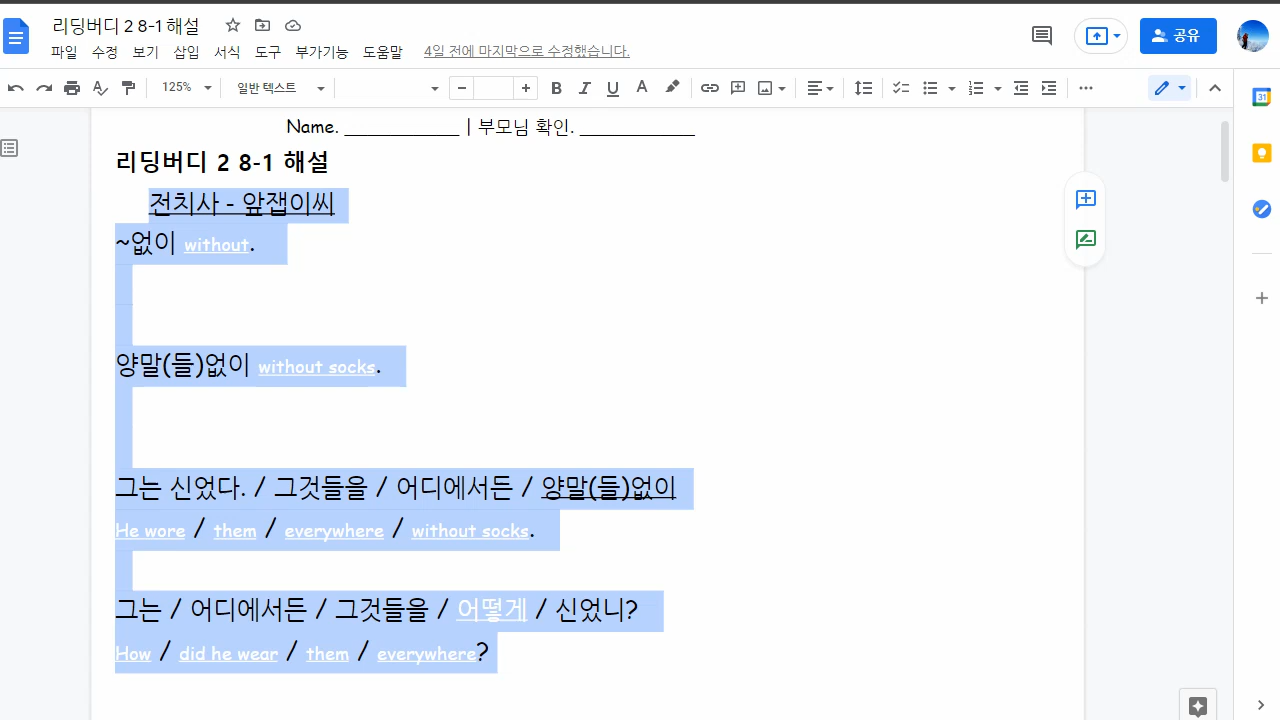 리딩버디 2 8-1 해설
파일 수정 보기 삽입 서식 도구 부가기능 도움말 4일 전에 마지막으로 수정했습니다.
공유
125% 일반 텍스트
31
Name. ____________ | 부모님 확인. ____________
리딩버디 2 8-1 해설
전치사 - 앞잡이씨
~없이 without.
양말(들)없이 without socks.
그는 신었다. / 그것들을 / 어디에서든 / 양말(들)없이
He wore / them / everywhere / without socks.
그는 / 어디에서든 / 그것들을 / 어떻게 / 신었니?
How / did he wear / them / everywhere?